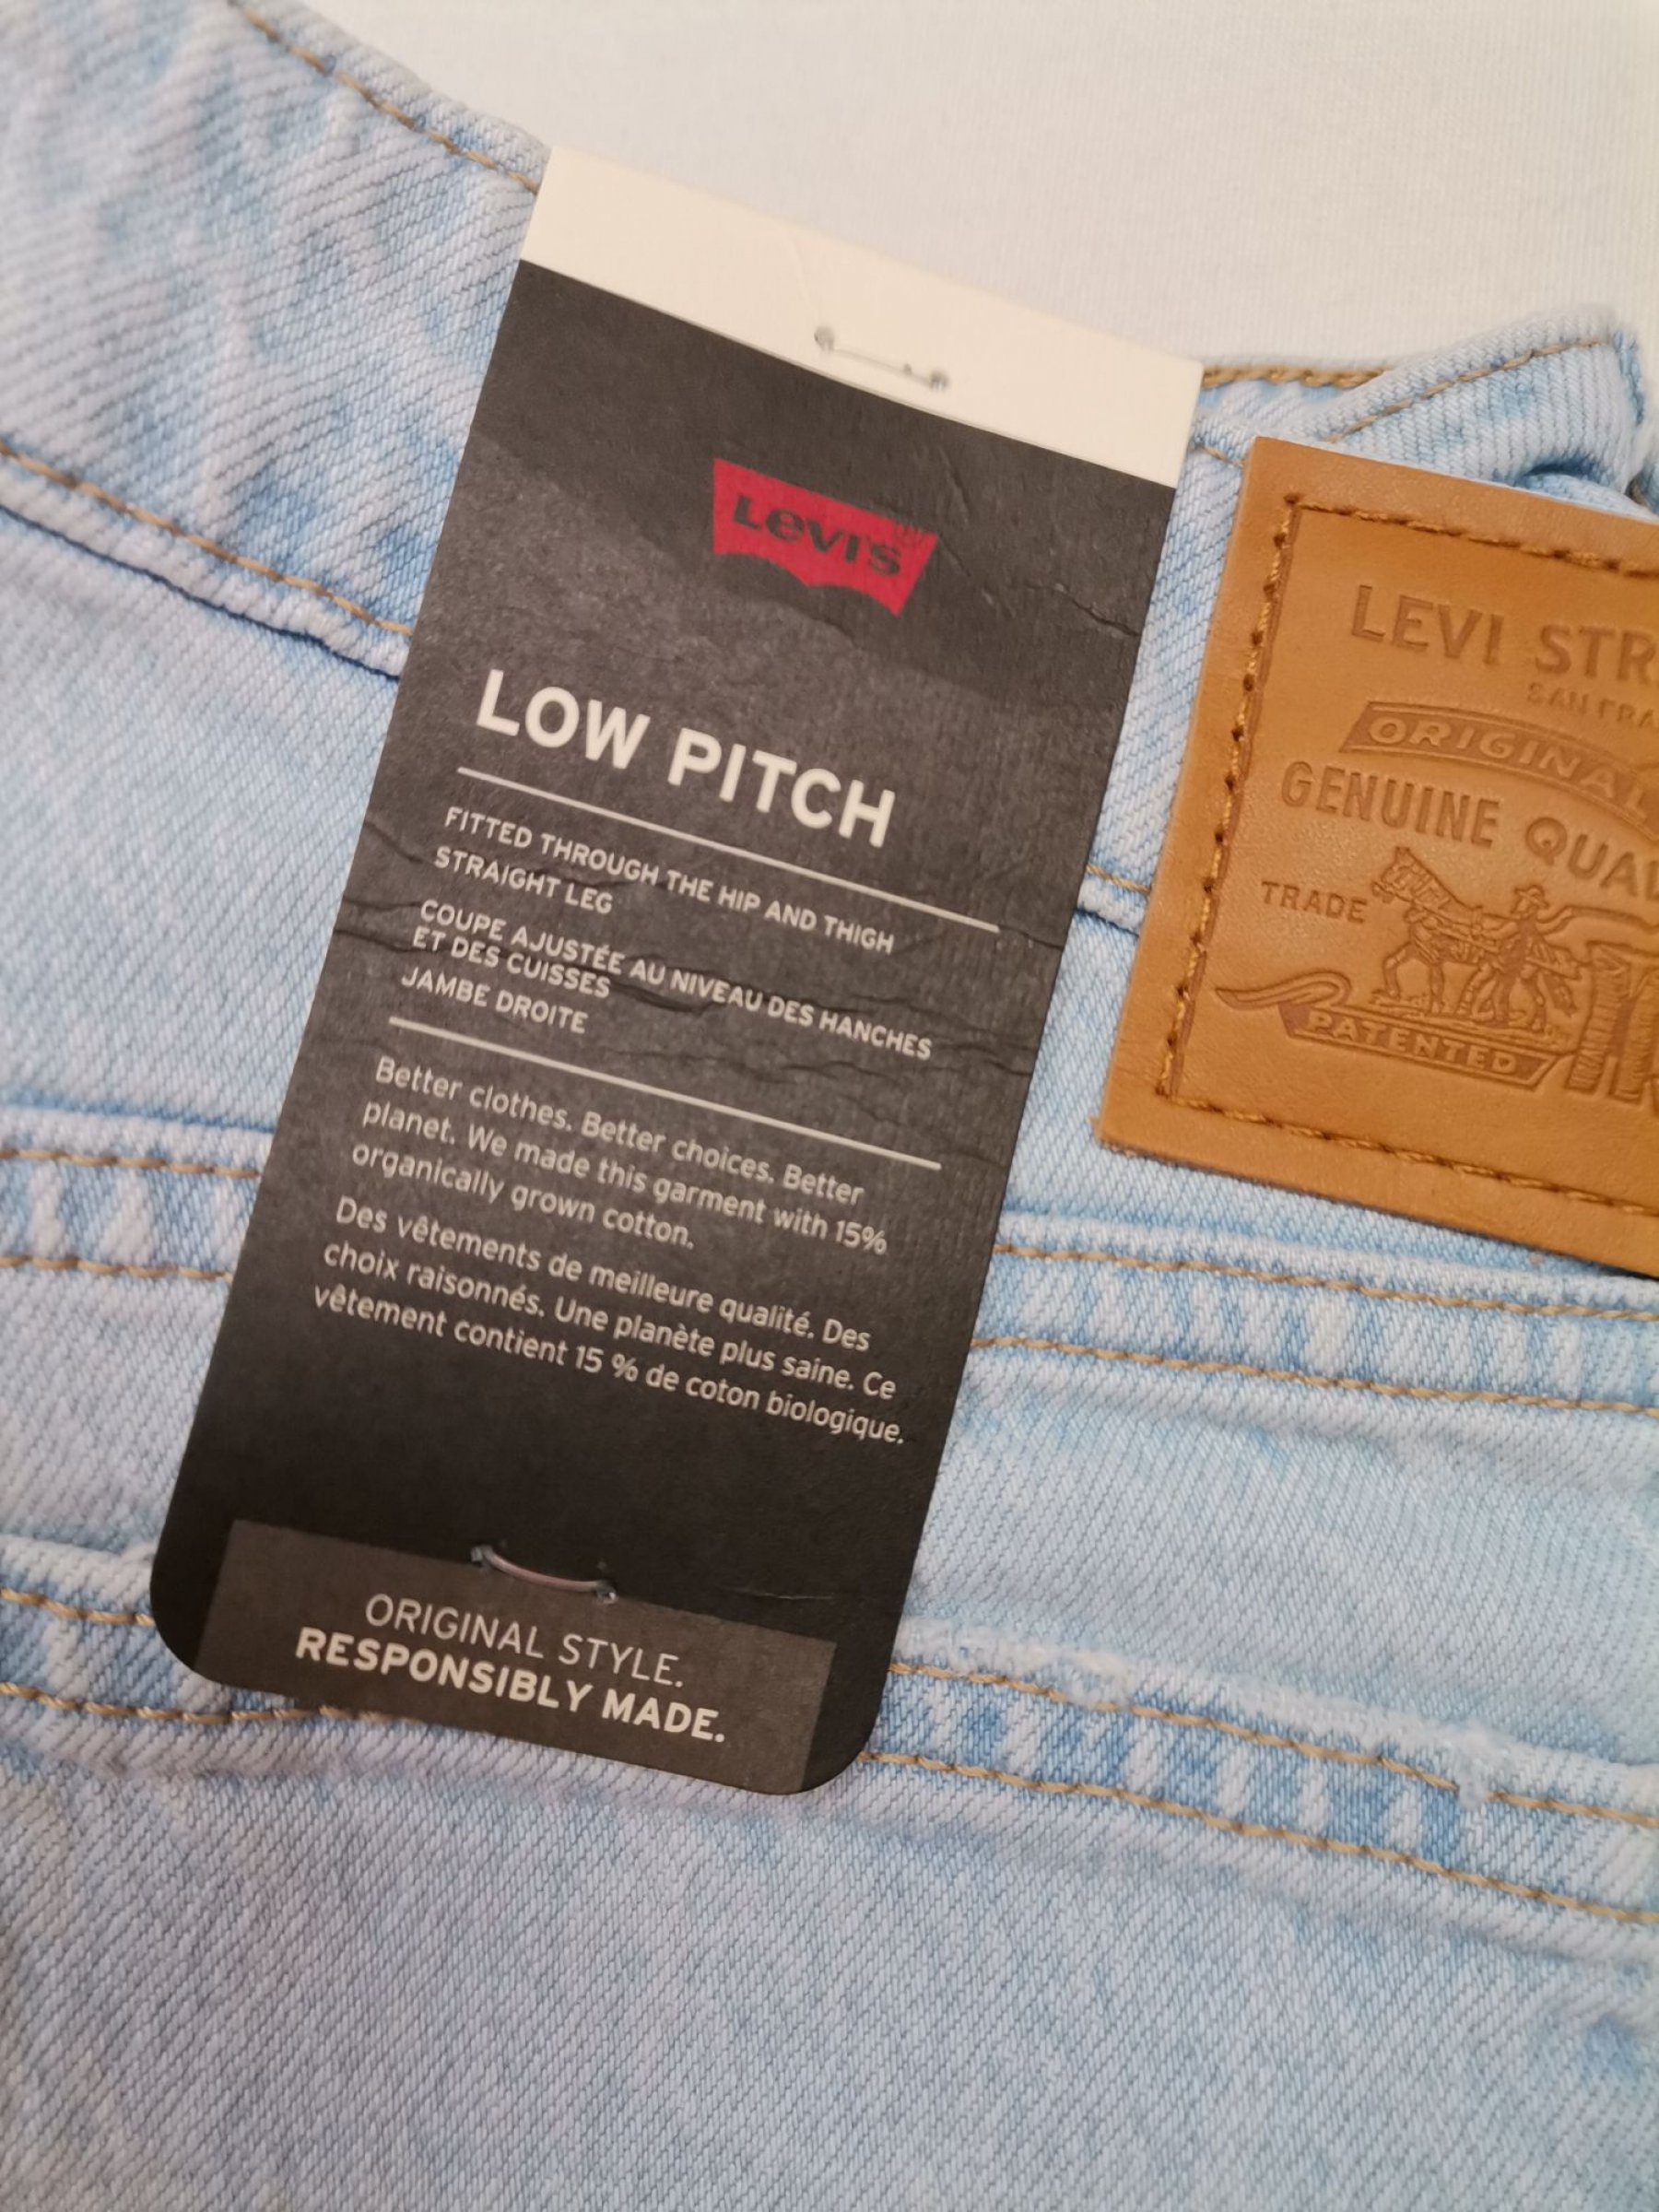 Levi's
LOW PITCH
FITTED THROUGH THE HIP AND THIGH
STRAIGHT LEG
COUPE AJUSTÉE AU NIVEAU DES HANCHES
ET DES CUISSES
JAMBE DROITE
Better clothes. Better choices. Better
planet. We made this garment with 15%
organically grown cotton.
Des vêtements de meilleure qualité. Des
choix raisonnés. Une planète plus saine. Ce
vêtement contient 15 % de coton biologique.
ORIGINAL STYLE.
RESPONSIBLY MADE.
LEVI STR
SAN FRA
ORIGINAL
GENUINE QUAL
TRADE
PATENTED